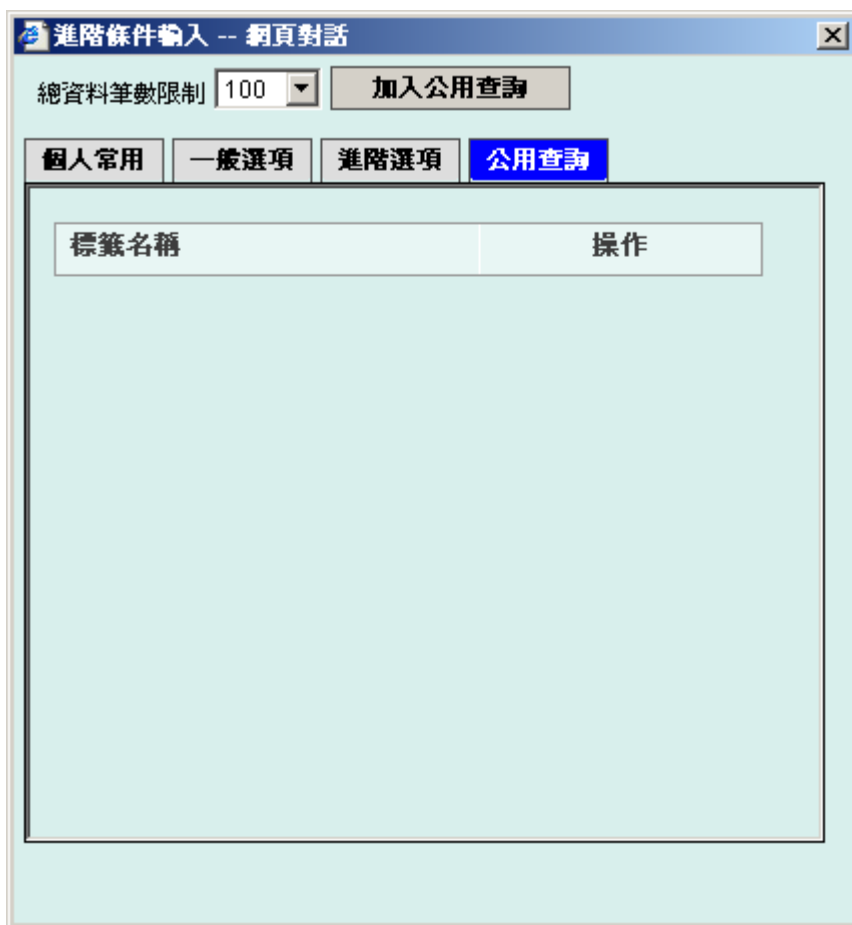 進階條件輸入 -- 網頁對話
總資料筆數限制 100 加入公用查詢
個人常用 一般選項 進階選項 公用查詢
標籤名稱 操作